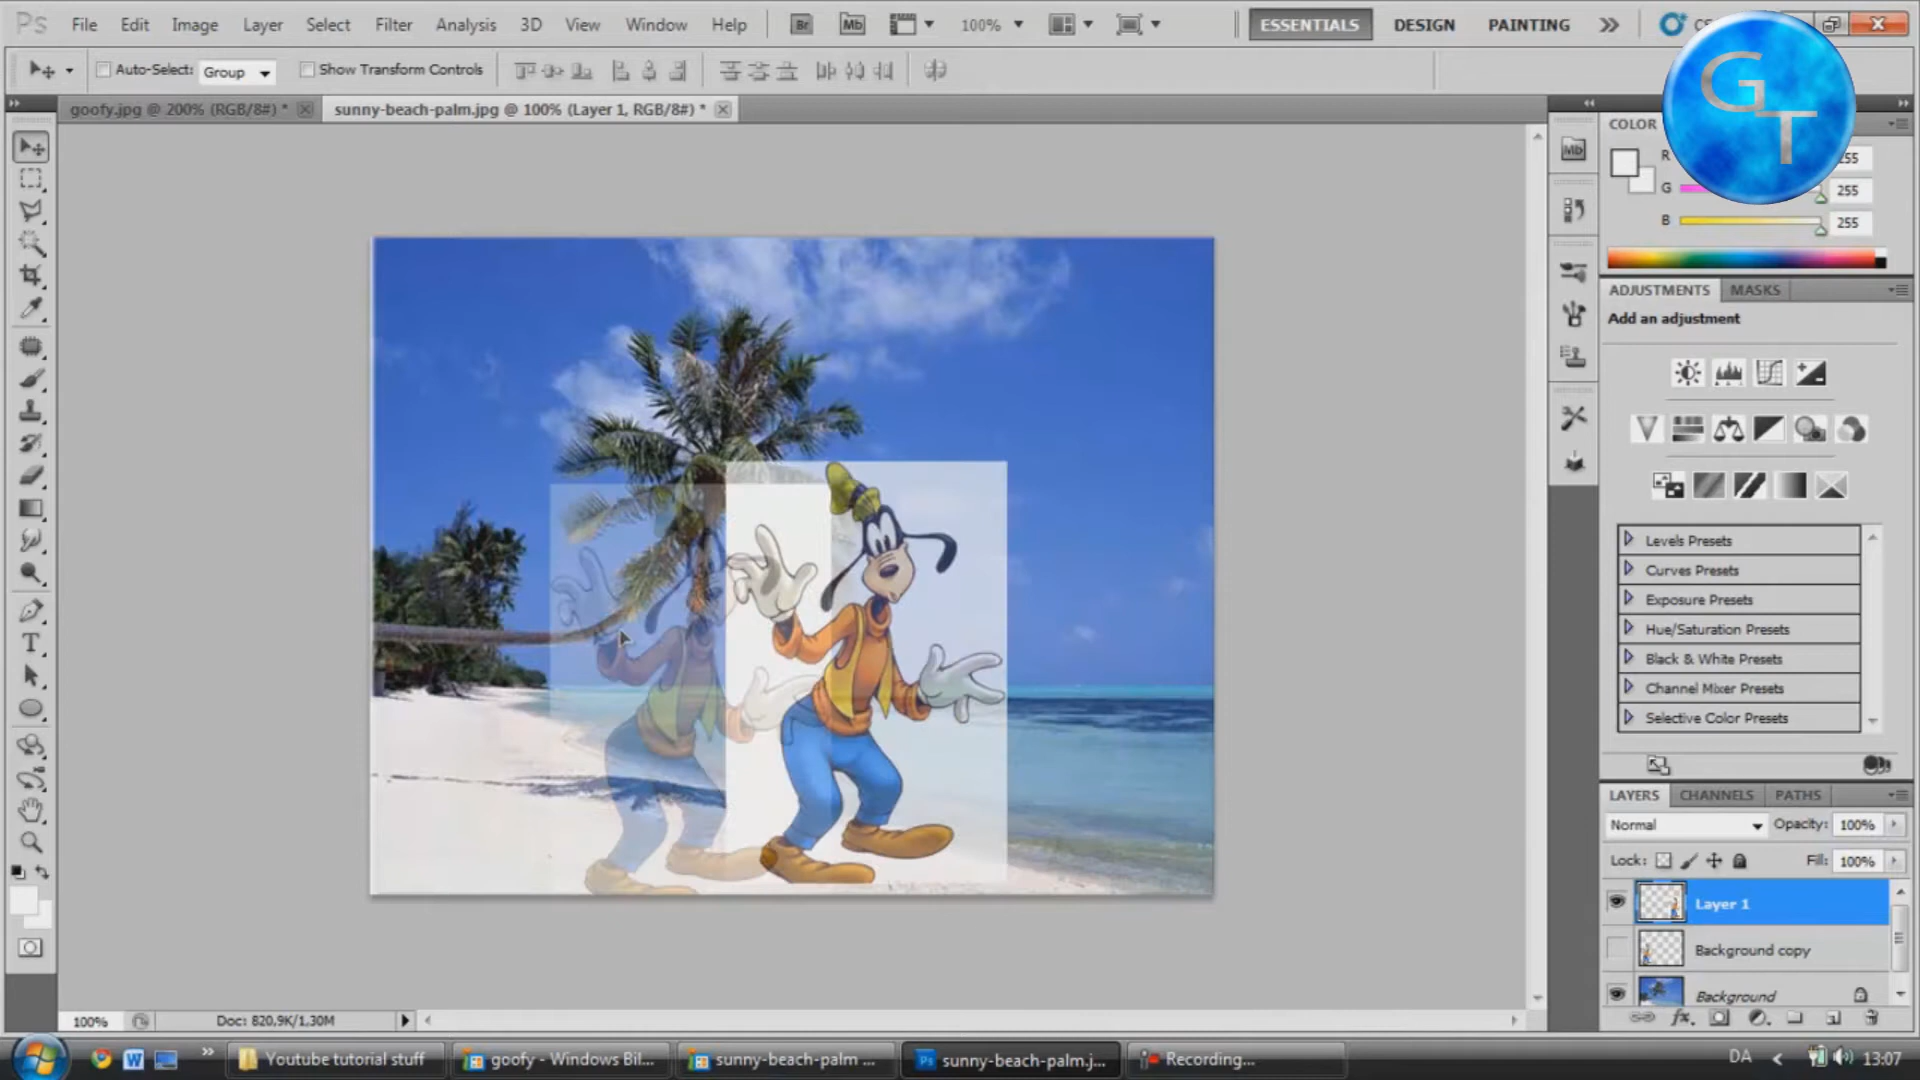 Ps File Edit Image Layer Select Filter Analysis 3D View Window Help Br Mb 100% ESSENTIALS DESIGN PAINTING CS
GT
Auto-Select: Group Show Transform Controls
goofy.jpg @ 200% (RGB/8#) * sunny-beach-palm.jpg @ 100% (Layer 1, RGB/8#) *
COLOR
Mb
R 255
G 255
B 255
ADJUSTMENTS MASKS
Add an adjustment
Levels Presets
Curves Presets
Exposure Presets
Hue/Saturation Presets
Black & White Presets
Channel Mixer Presets
Selective Color Presets
LAYERS CHANNELS PATHS
Normal Opacity: 100%
Lock: Fill: 100%
Layer 1
Background copy
Background
100% Doc: 820,9K/1,30M
fx.
Youtube tutorial stuff goofy - Windows Bil... sunny-beach-palm ... Ps sunny-beach-palm.j... Recording... DA 13:07